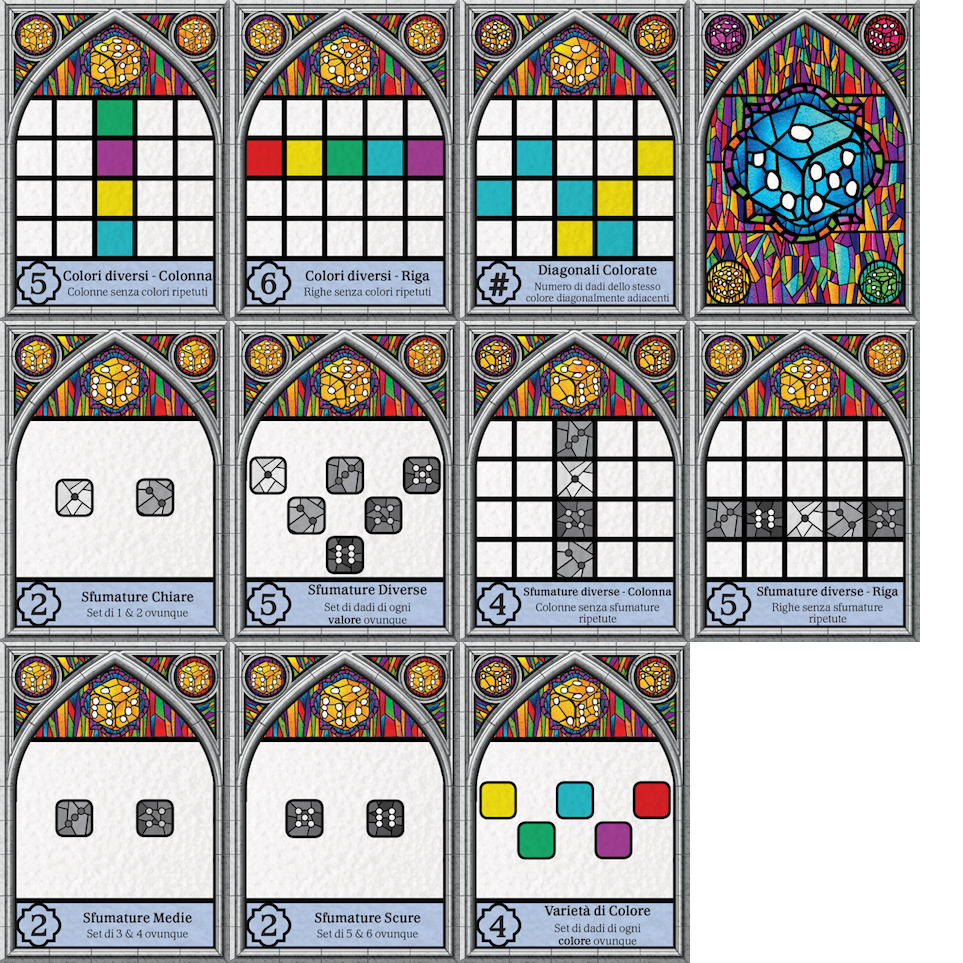 5
Colori diversi - Colonna
Colonne senza colori ripetuti
6
Colori diversi - Riga
Righe senza colori ripetuti
#
Diagonali Colorate
Numero di dadi dello stesso
colore diagonalmente adiacenti
2
Sfumature Chiare
Set di 1 & 2 ovunque
5
Sfumature Diverse
Set di dadi di ogni
valore ovunque
4
Sfumature diverse - Colonna
Colonne senza sfumature
ripetute
5
Sfumature diverse - Riga
Righe senza sfumature
ripetute
2
Sfumature Medie
Set di 3 & 4 ovunque
2
Sfumature Scure
Set di 5 & 6 ovunque
4
Varietà di Colore
Set di dadi di ogni
colore ovunque